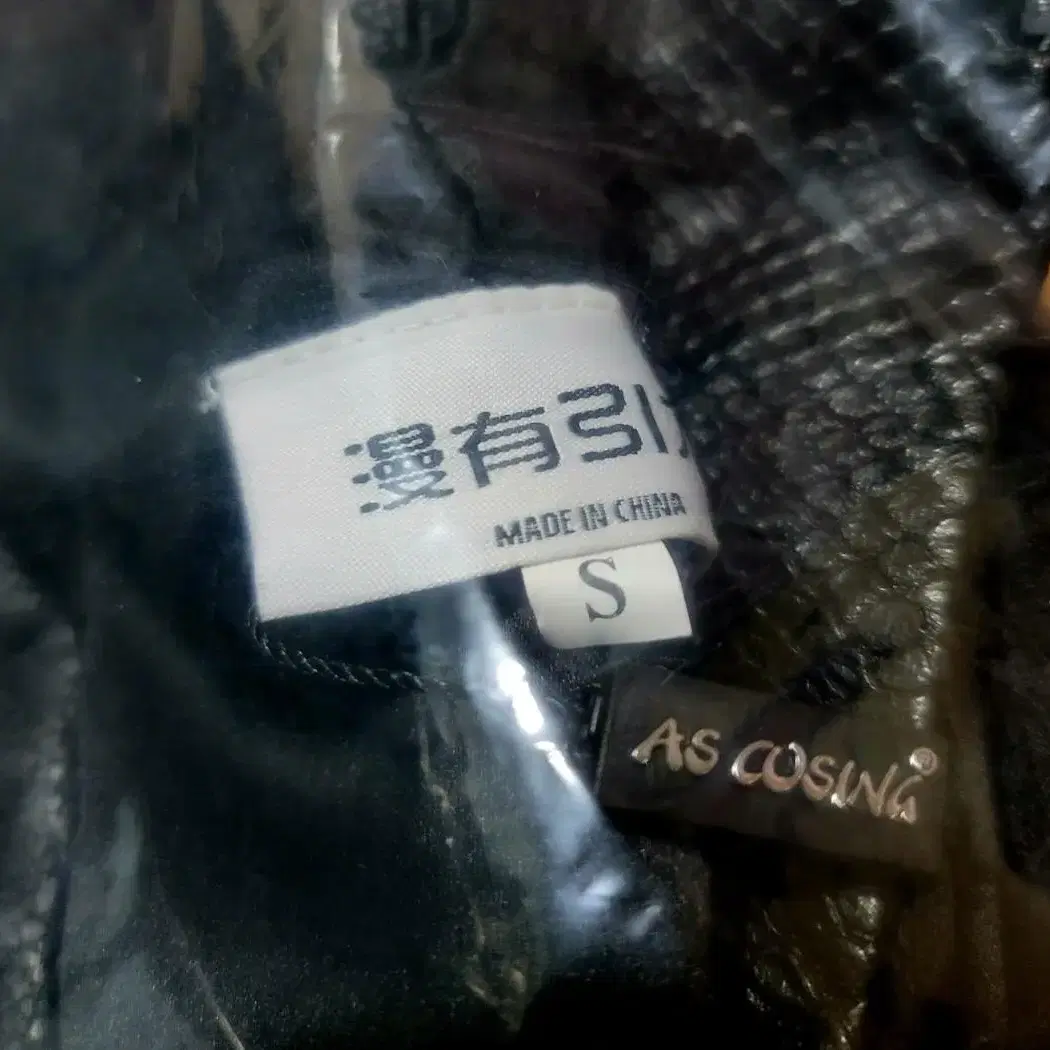 漫有引
MADE IN CHINA
S
AS COSING®